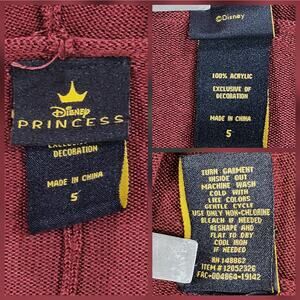 Disney
PRINCESS
EXCLUSIVE OF
DECORATION
MADE IN CHINA
5
©Disney
100% ACRYLIC
EXCLUSIVE OF
DECORATION
MADE IN CHINA
5
TURN GARMENT
INSIDE OUT
MACHINE WASH
COLD WITH
LIKE COLORS
GENTLE CYCLE
USE ONLY NON-CHLORINE
BLEACH IF NEEDED
RESHAPE AND
FLAT TO DRY
COOL IRON
IF NEEDED
RN 148862
ITEM # 12052326
FAC-004864-19142